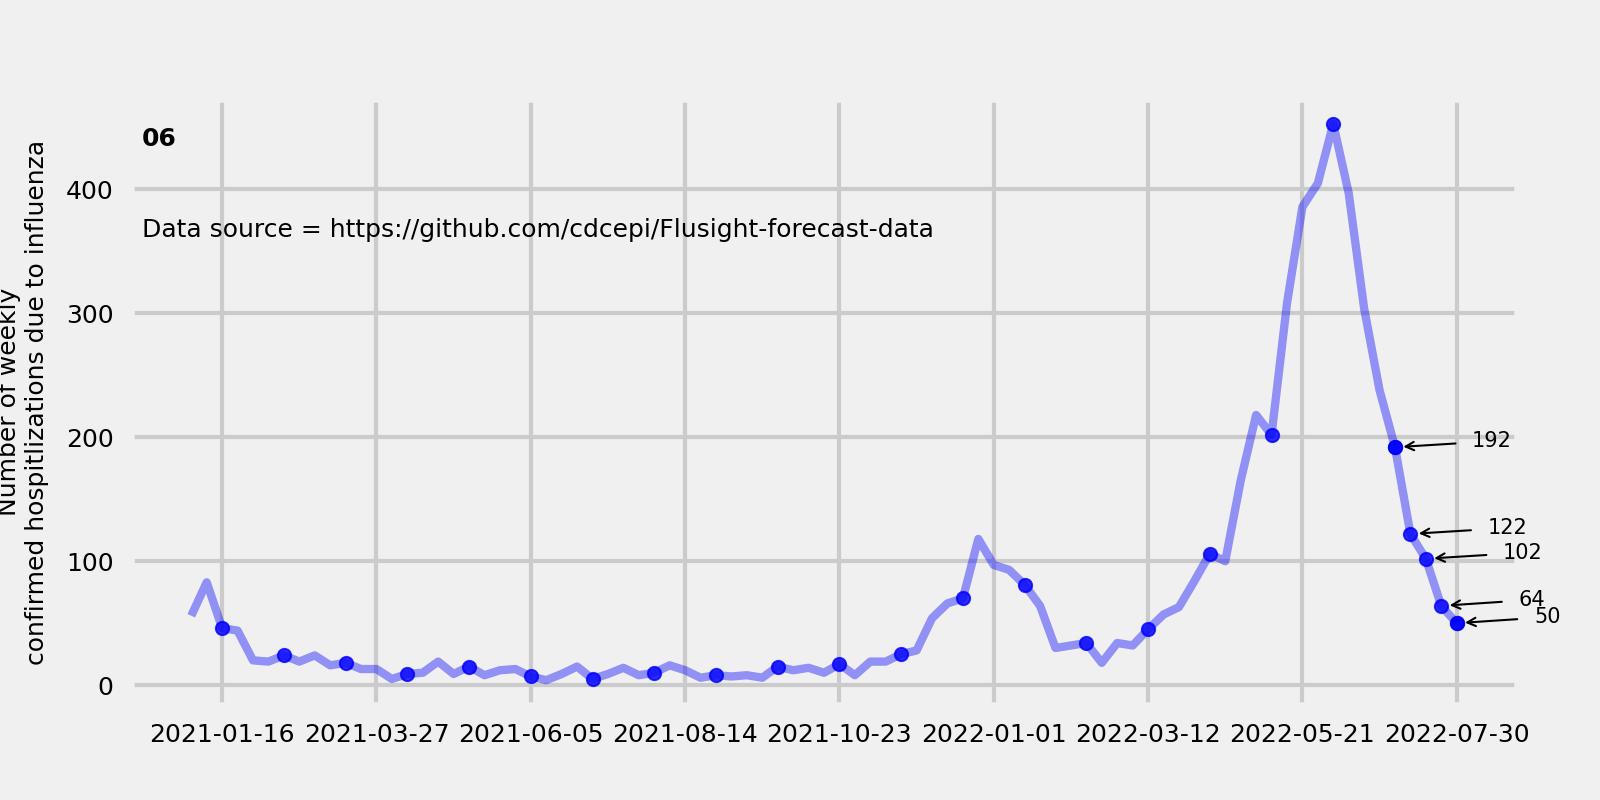 06
Data source = https://github.com/cdcepi/Flusight-forecast-data
Number of weekly
confirmed hospitlizations due to influenza
400
300
200
100
0
192
122
102
64
50
2021-01-16 2021-03-27 2021-06-05 2021-08-14 2021-10-23 2022-01-01 2022-03-12 2022-05-21 2022-07-30